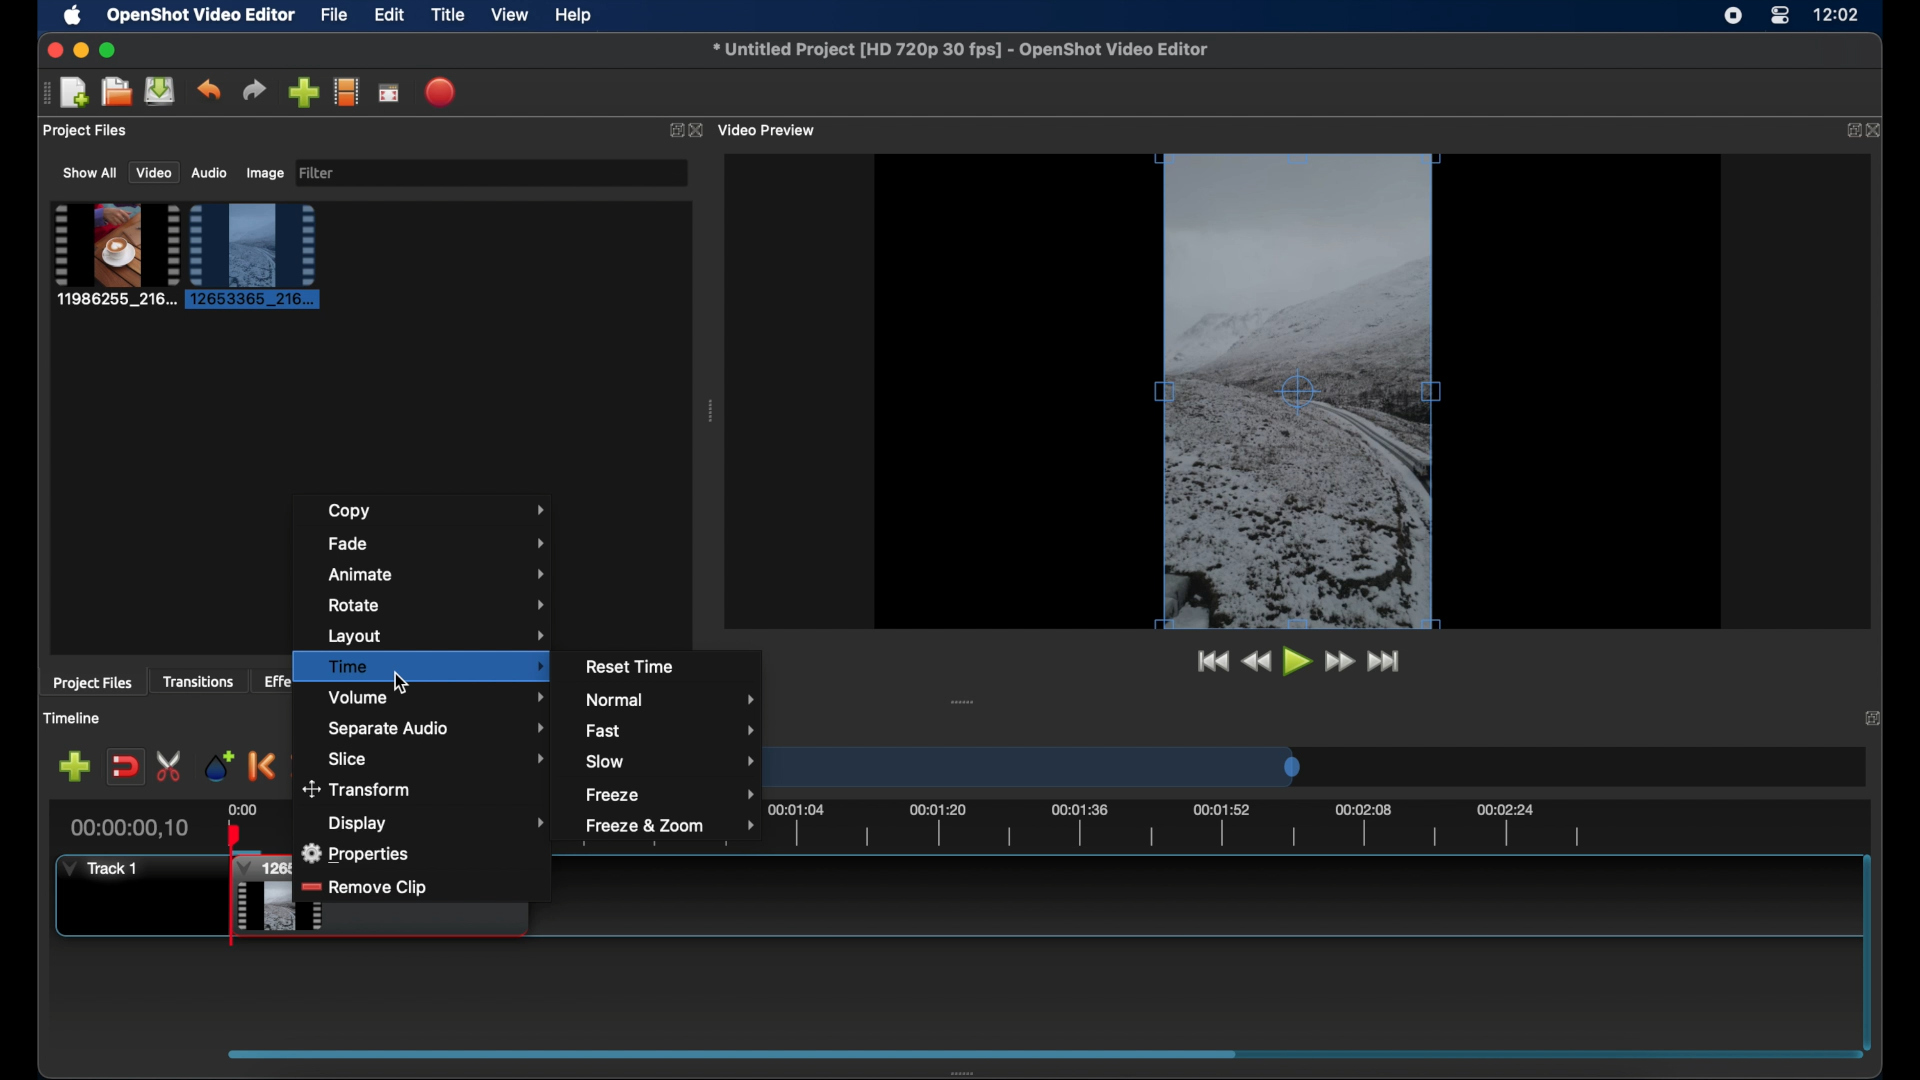 OpenShot Video Editor File Edit Title View Help 12:02
* Untitled Project [HD 720p 30 fps] - OpenShot Video Editor
Project Files
Video Preview
Show All Video Audio Image Filter
11986255_216... 12653365_216...
Copy
Fade
Animate
Rotate
Layout
Time
Volume
Separate Audio
Slice
Transform
Display
Properties
Remove Clip
Reset Time
Normal
Fast
Slow
Freeze
Freeze & Zoom
Project Files Transitions Effe
Timeline
00:00:00,10
0:00 00:01:04 00:01:20 00:01:36 00:01:52 00:02:08 00:02:24
Track 1
1265